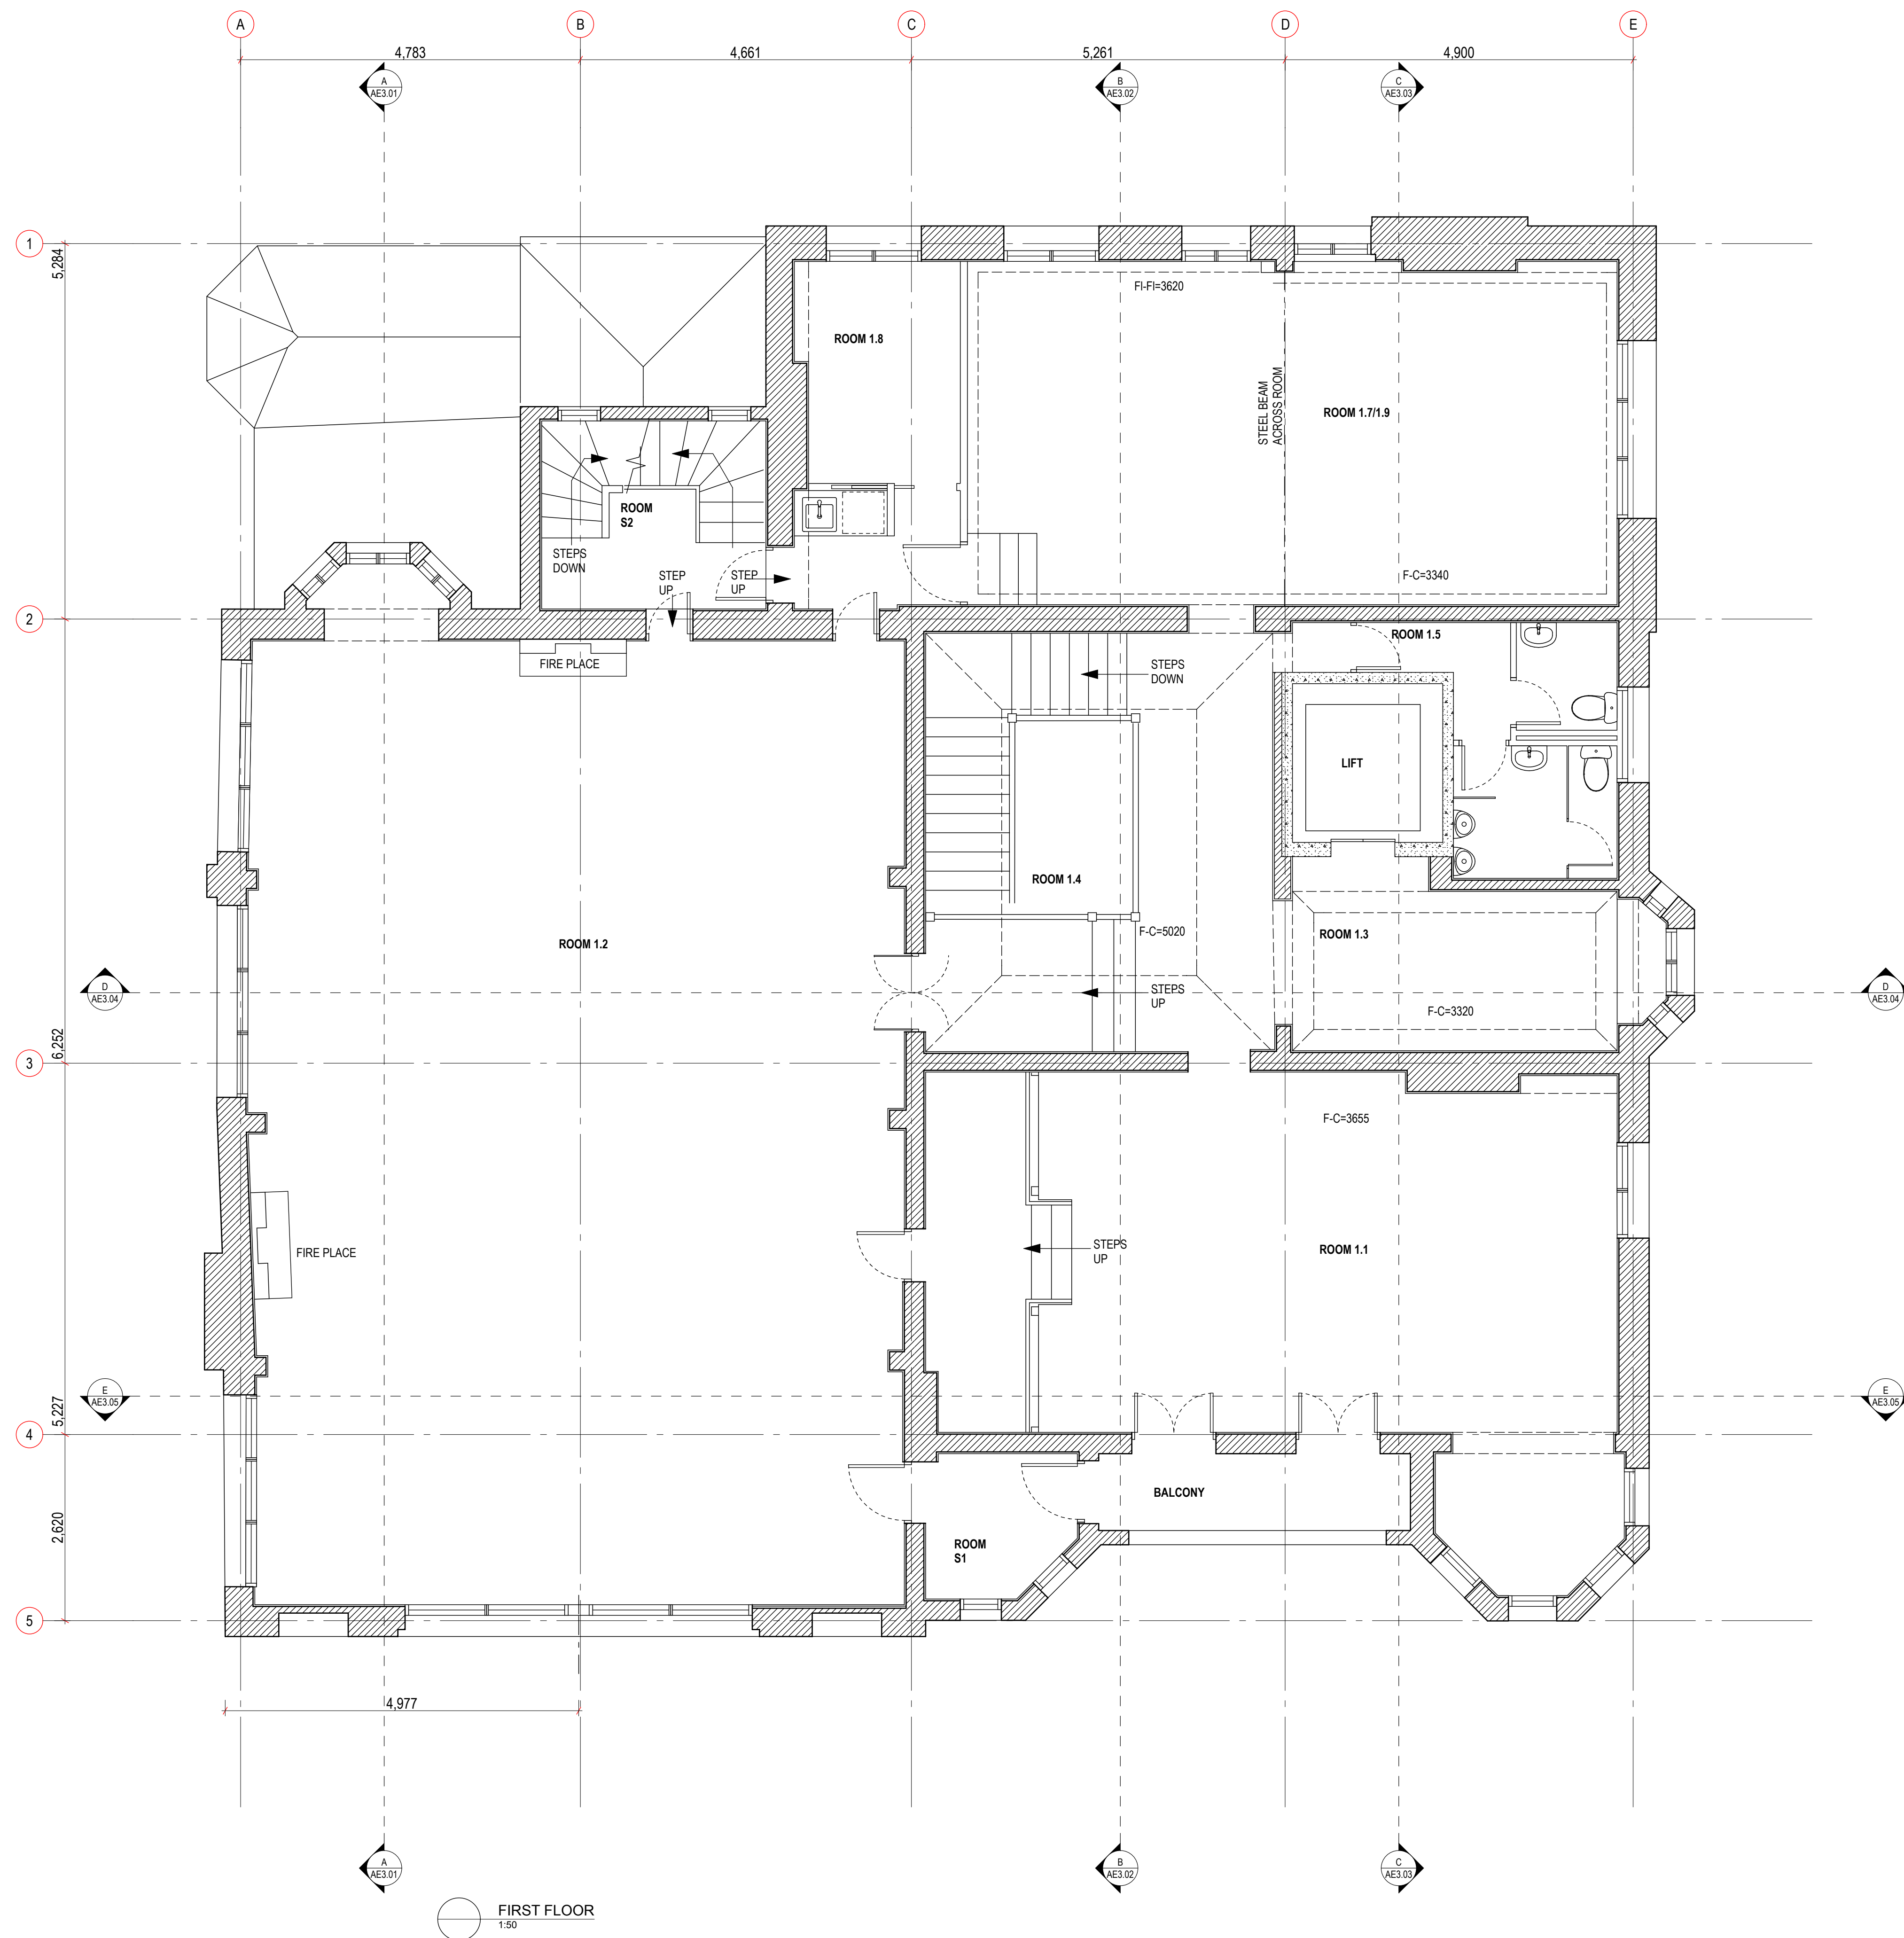 A
B
C
D
E
4,783
4,661
5,261
4,900
A
AE3.01
B
AE3.02
C
AE3.03
1
5,284
FI-FI=3620
ROOM 1.8
STEEL BEAM
ACROSS ROOM
ROOM 1.7/1.9
ROOM
S2
STEPS
DOWN
STEP
UP
STEP
UP
F-C=3340
2
ROOM 1.5
FIRE PLACE
STEPS
DOWN
LIFT
ROOM 1.4
ROOM 1.2
F-C=5020
ROOM 1.3
D
AE3.04
STEPS
UP
D
AE3.04
F-C=3320
6,252
3
F-C=3655
FIRE PLACE
STEPS
UP
ROOM 1.1
E
AE3.05
E
AE3.05
5,227
4
BALCONY
2,620
ROOM
S1
5
4,977
A
AE3.01
B
AE3.02
C
AE3.03
FIRST FLOOR
1:50